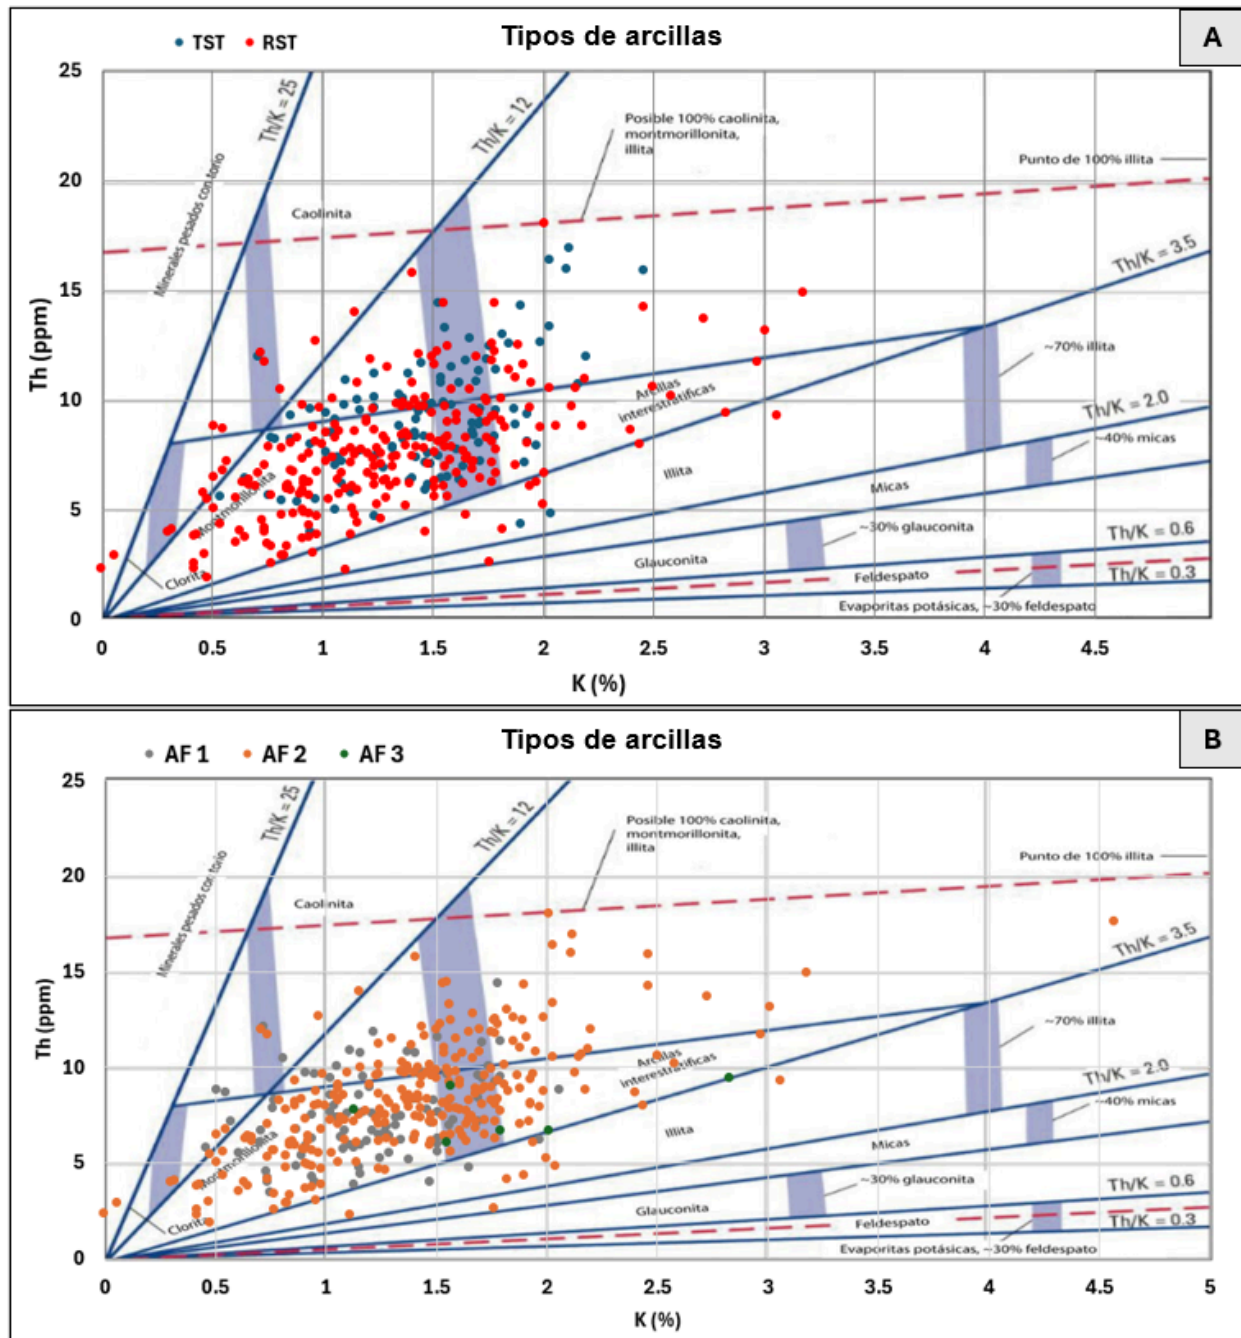 Tipos de arcillas
A
TST RST
25
20
15
10
5
0
Th (ppm)
0 0.5 1 1.5 2 2.5 3 3.5 4 4.5
K (%)
Th/K = 25
Th/K = 12
Minerales pesados con torio
Caolinita
Posible 100% caolinita,
montmorillonita,
illita
Punto de 100% illita
Th/K = 3.5
~70% illita
Arcillas
interestratificas
Th/K = 2.0
~40% micas
Illita
Micas
Montmorillonita
~30% glauconita
Clorita
Glauconita
Th/K = 0.6
Feldespato
Th/K = 0.3
Evaporitas potásicas, ~30% feldespato
Tipos de arcillas
B
AF 1 AF 2 AF 3
25
20
15
10
5
0
Th (ppm)
0 0.5 1 1.5 2 2.5 3 3.5 4 4.5 5
K (%)
Th/K = 25
Th/K = 12
Minerales pesados con torio
Caolinita
Posible 100% caolinita,
montmorillonita,
illita
Punto de 100% illita
Th/K = 3.5
~70% illita
Arcillas
interestratificas
Th/K = 2.0
~40% micas
Illita
Micas
Montmorillonita
~30% glauconita
Clorita
Glauconita
Th/K = 0.6
Feldespato
Th/K = 0.3
Evaporitas potásicas, ~30% feldespato